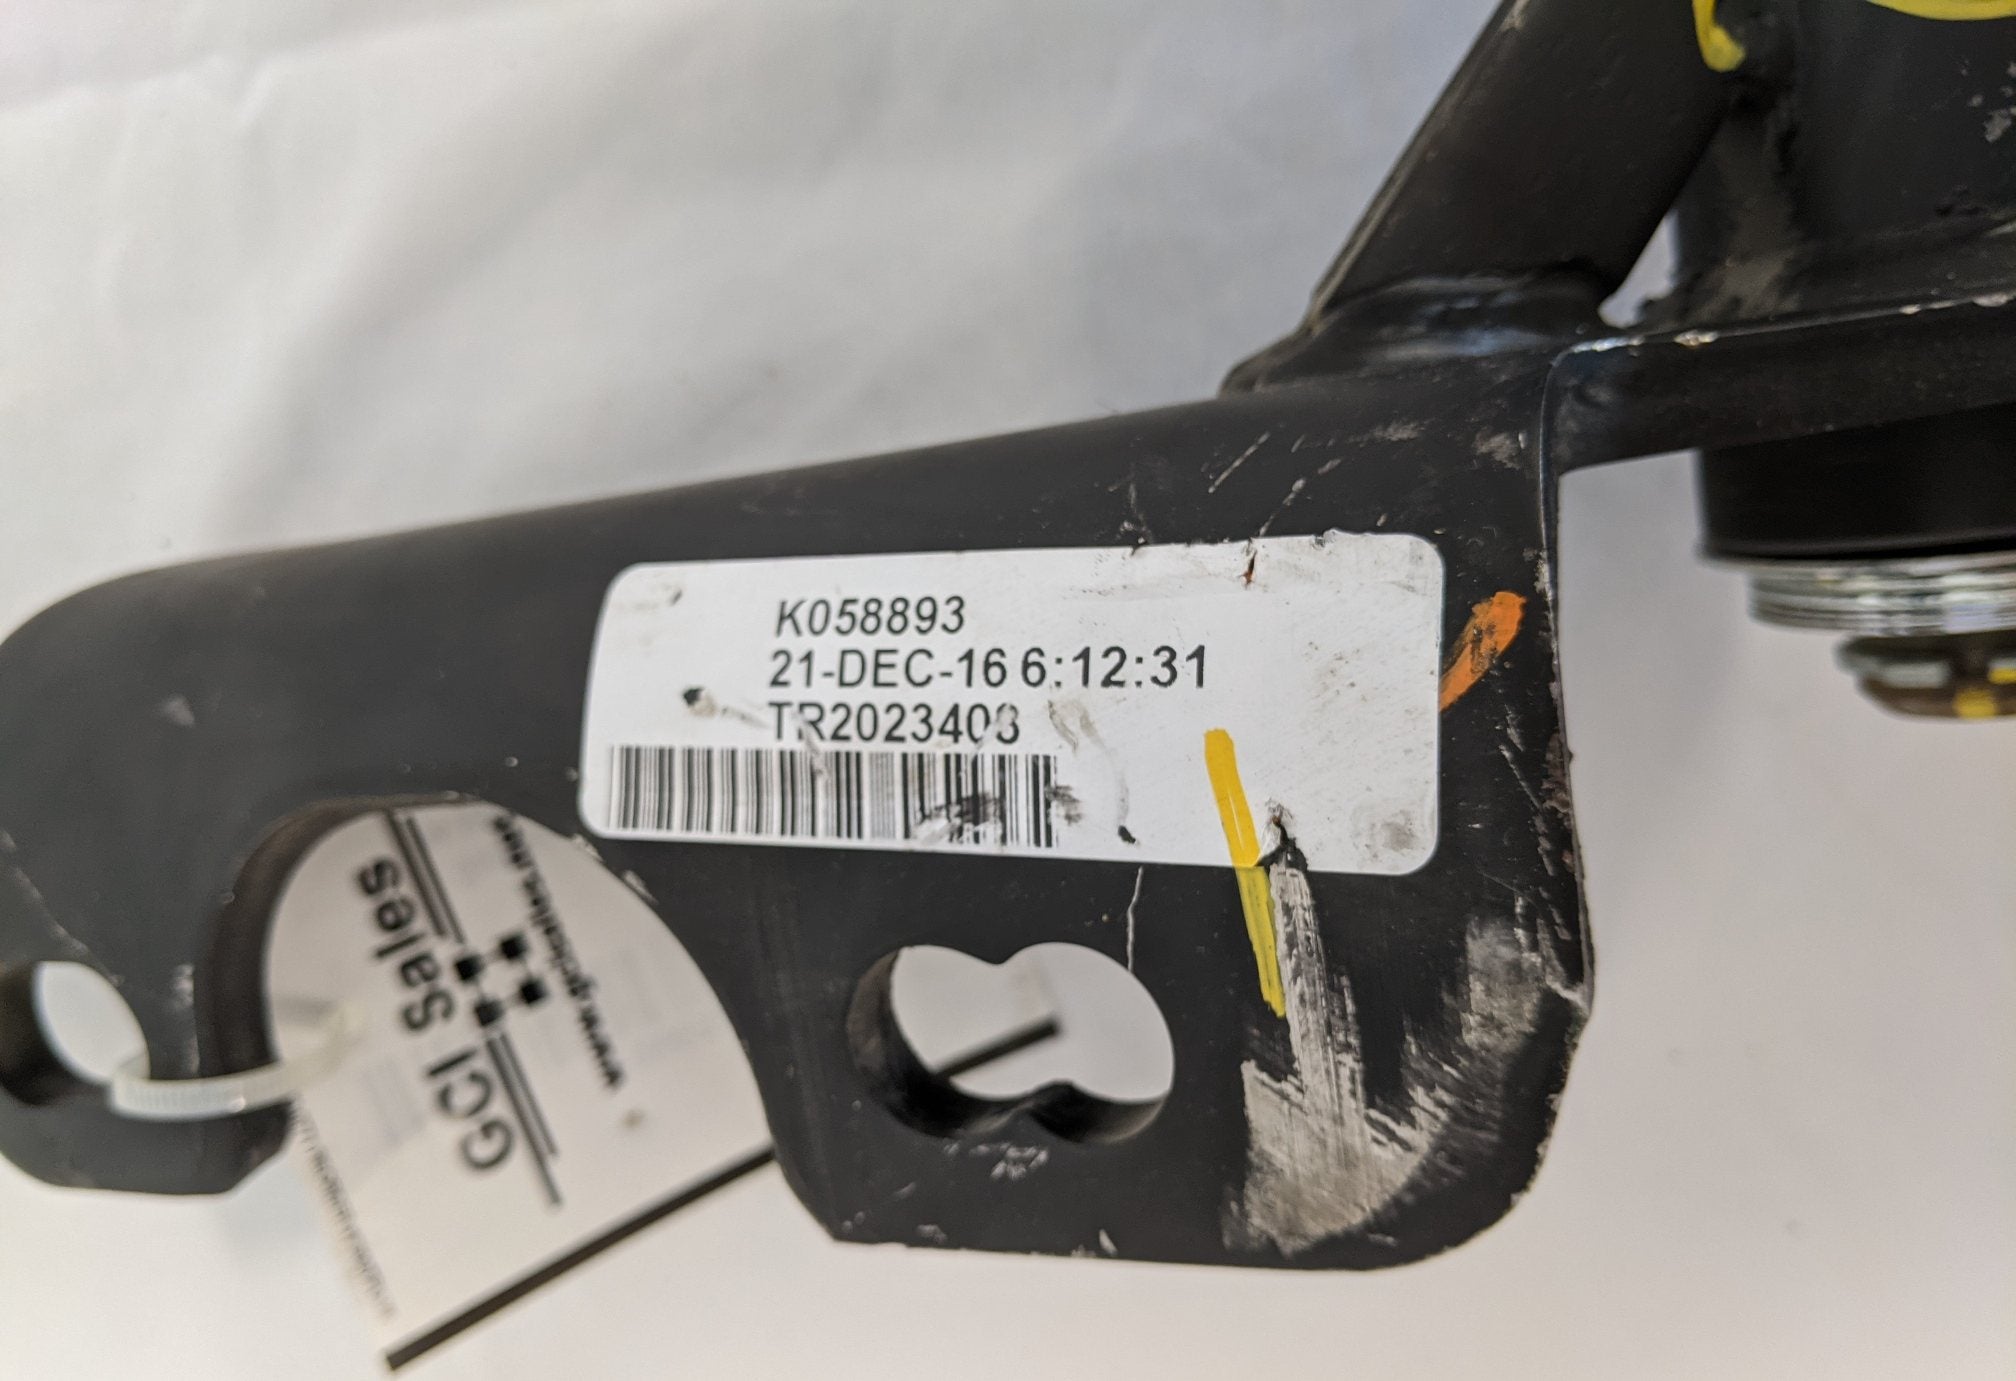 K058893
21-DEC-16 6:12:31
TR2023408
GCI Sales